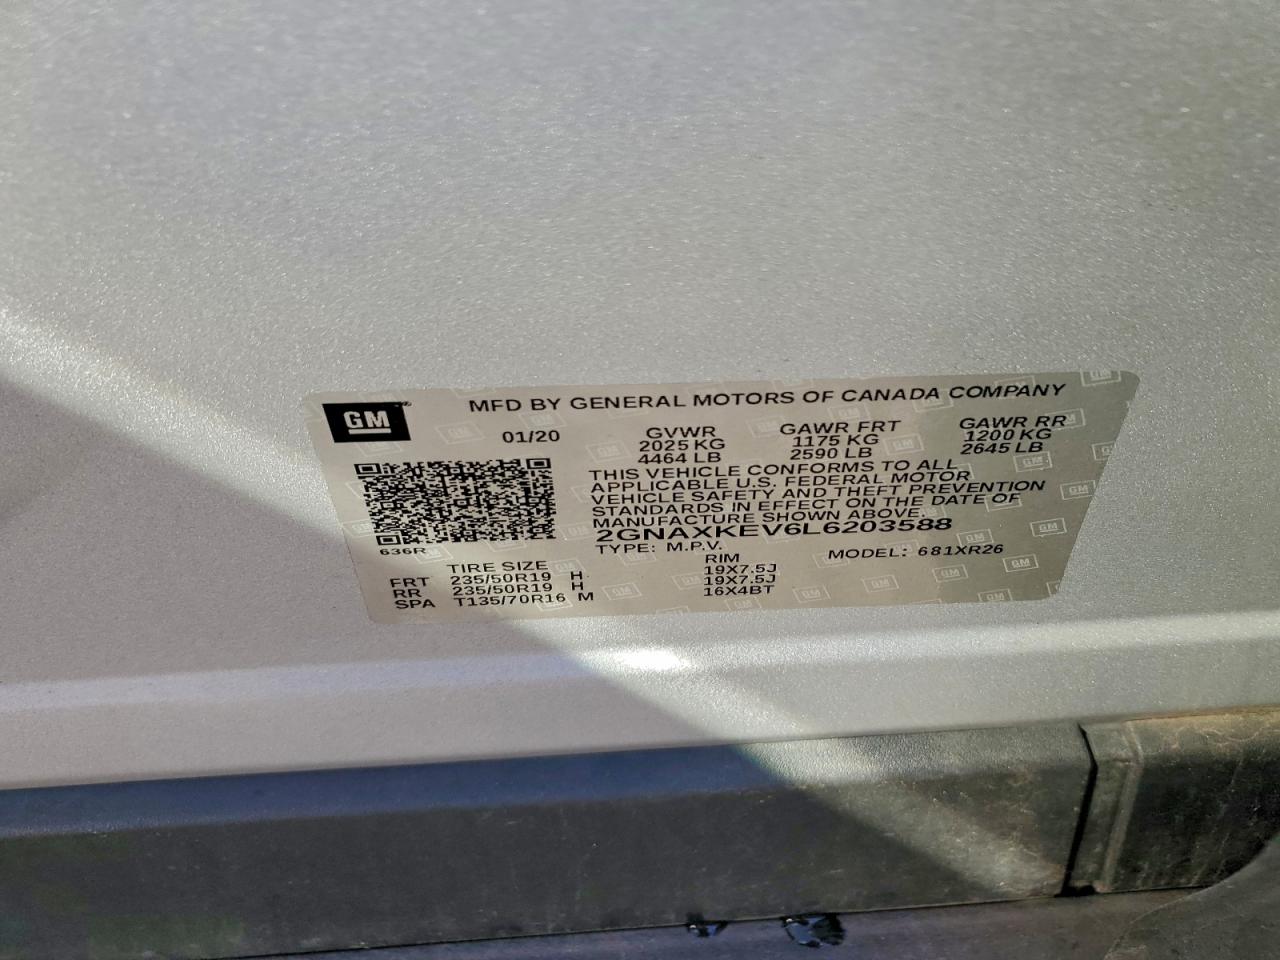 GM
MFD BY GENERAL MOTORS OF CANADA COMPANY
01/20 GVWR GAWR FRT GAWR RR
2025 KG 1175 KG 1200 KG
4464 LB 2590 LB 2645 LB
THIS VEHICLE CONFORMS TO ALL
APPLICABLE U.S. FEDERAL MOTOR
VEHICLE SAFETY AND THEFT PREVENTION
STANDARDS IN EFFECT ON THE DATE OF
MANUFACTURE SHOWN ABOVE.
2GNAXKEV6L6203588
636R
TYPE: M.P.V. MODEL: 681XR26
TIRE SIZE RIM
FRT 235/50R19 H 19X7.5J
RR 235/50R19 H 19X7.5J
SPA T135/70R16 M 16X4BT